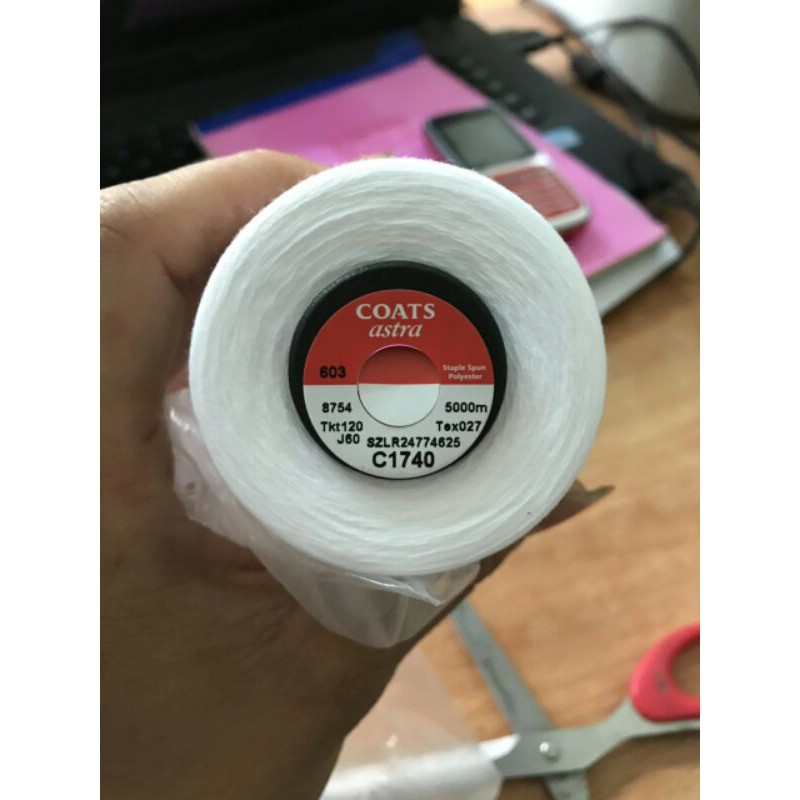 COATS
astra
603
Staple Spun
Polyester
8754
5000m
Tkt120
Tex027
J60
SZLR24774625
C1740